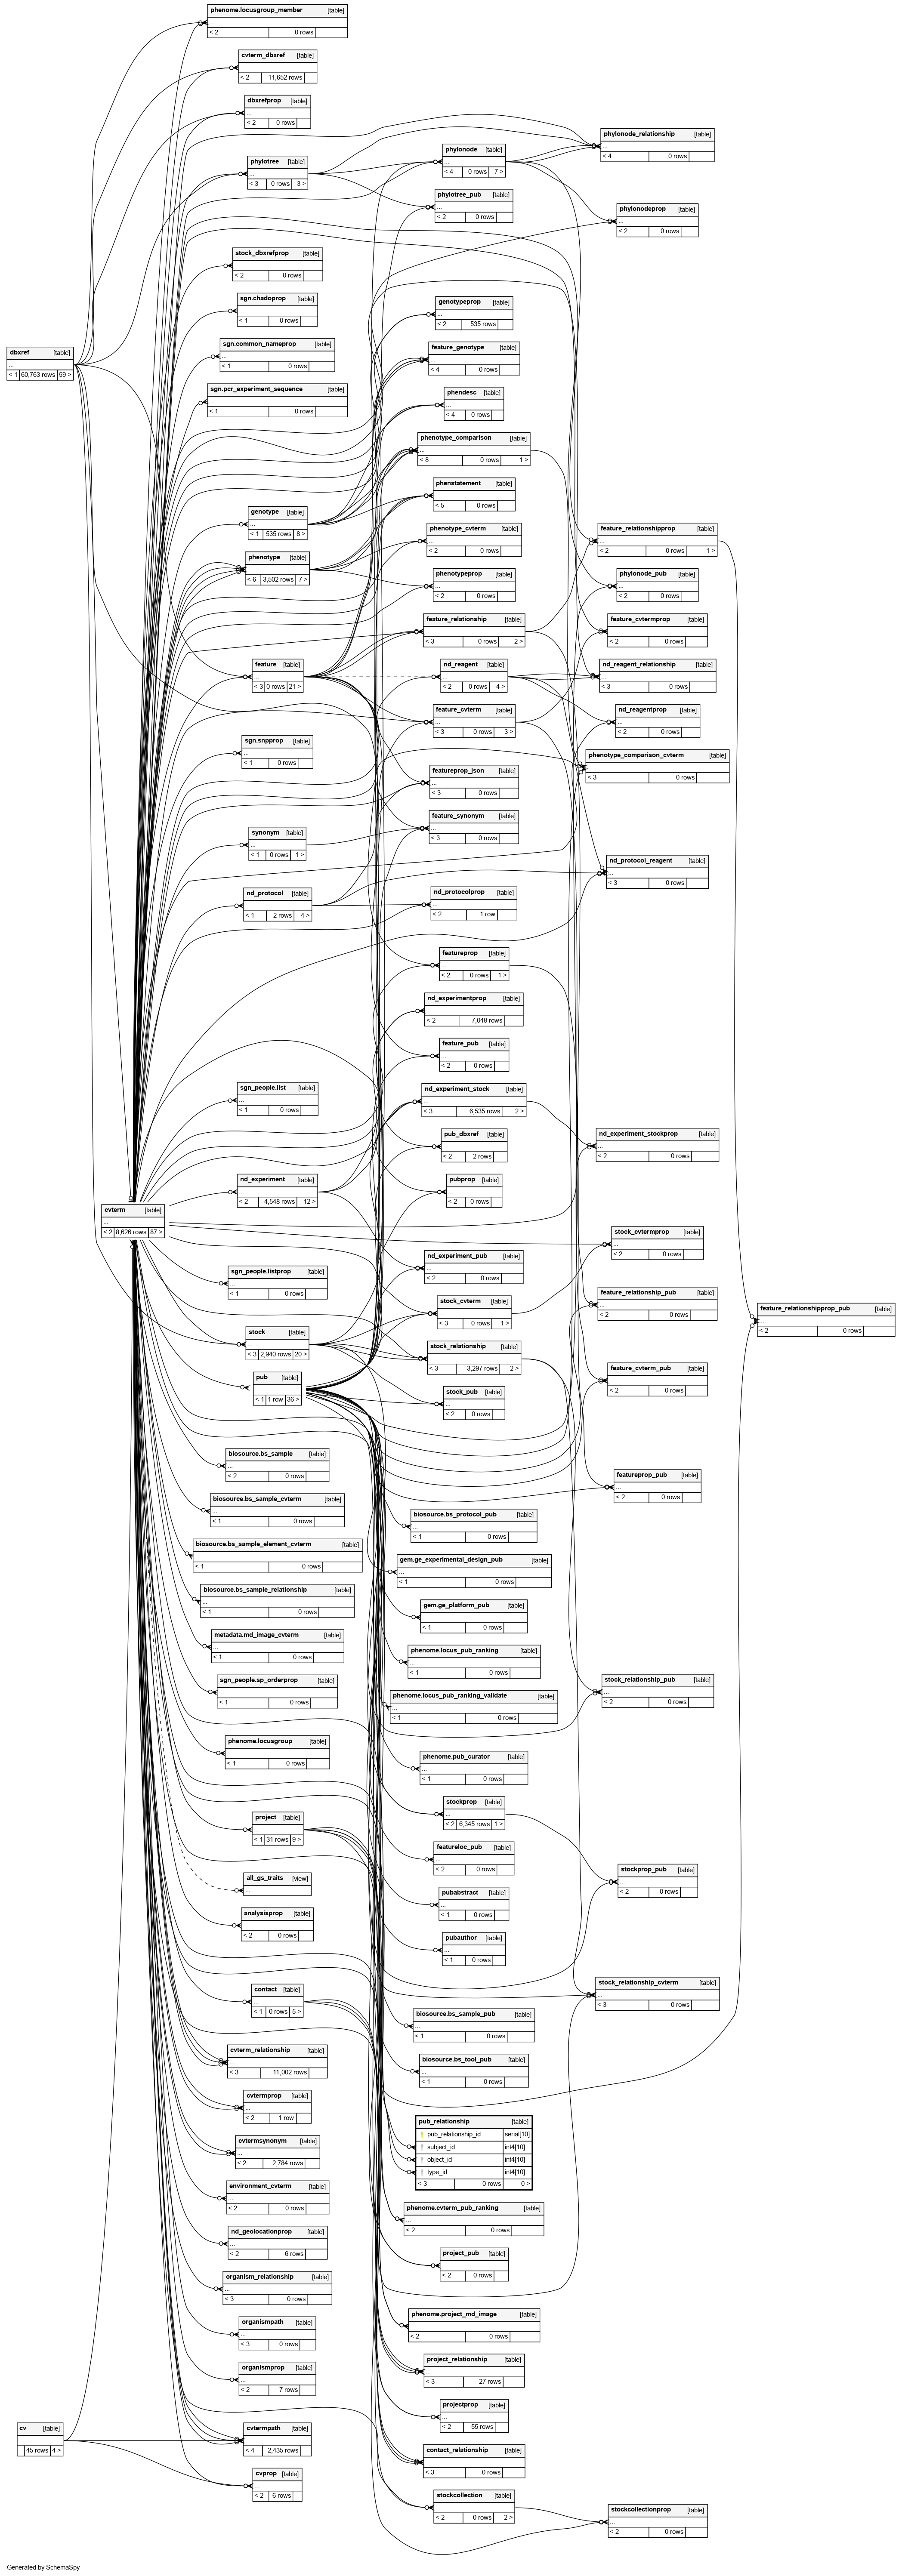 phenome.locusgroup_member [table]
...
< 2 0 rows
cvterm_dbxref [table]
...
< 2 11,652 rows
dbxrefprop [table]
...
< 2 0 rows
phylotree [table]
...
< 3 0 rows 3 >
stock_dbxrefprop [table]
...
< 2 0 rows
sgn.chadoprop [table]
...
< 1 0 rows
sgn.common_nameprop [table]
...
< 1 0 rows
dbxref [table]
...
< 1 60,763 rows 59 >
sgn.pcr_experiment_sequence [table]
...
< 1 0 rows
genotype [table]
...
< 1 535 rows 8 >
phenotype [table]
...
< 6 3,502 rows 7 >
feature [table]
...
< 3 0 rows 21 >
sgn.snpprop [table]
...
< 1 0 rows
synonym [table]
...
< 1 0 rows 1 >
nd_protocol [table]
...
< 1 2 rows 4 >
sgn_people.list [table]
...
< 1 0 rows
nd_experiment [table]
...
< 2 4,548 rows 12 >
cvterm [table]
...
< 2 8,626 rows 87 >
sgn_people.listprop [table]
...
< 1 0 rows
stock [table]
...
< 3 2,940 rows 20 >
pub [table]
...
< 1 1 row 36 >
biosource.bs_sample [table]
...
< 2 0 rows
biosource.bs_sample_cvterm [table]
...
< 1 0 rows
biosource.bs_sample_element_cvterm [table]
...
< 1 0 rows
biosource.bs_sample_relationship [table]
...
< 1 0 rows
metadata.md_image_cvterm [table]
...
< 1 0 rows
sgn_people.sp_orderprop [table]
...
< 1 0 rows
phenome.locusgroup [table]
...
< 1 0 rows
project [table]
...
< 1 31 rows 9 >
all_gs_traits [view]
...
analysisprop [table]
...
< 2 0 rows
contact [table]
...
< 1 0 rows 5 >
cvterm_relationship [table]
...
< 3 11,002 rows
cvtermprop [table]
...
< 2 1 row
cvtermsynonym [table]
...
< 2 2,784 rows
environment_cvterm [table]
...
< 2 0 rows
nd_geolocationprop [table]
...
< 2 6 rows
organism_relationship [table]
...
< 3 0 rows
organismpath [table]
...
< 3 0 rows
organismprop [table]
...
< 2 7 rows
cv [table]
...
45 rows 4 >
cvtermpath [table]
...
< 4 2,435 rows
cvprop [table]
...
< 2 6 rows
phylonode [table]
...
< 4 0 rows 7 >
phylotree_pub [table]
...
< 2 0 rows
genotypeprop [table]
...
< 2 535 rows
feature_genotype [table]
...
< 4 0 rows
phendesc [table]
...
< 4 0 rows
phenotype_comparison [table]
...
< 8 0 rows 1 >
phenstatement [table]
...
< 5 0 rows
phenotype_cvterm [table]
...
< 2 0 rows
phenotypeprop [table]
...
< 2 0 rows
feature_relationship [table]
...
< 3 0 rows 2 >
nd_reagent [table]
...
< 2 0 rows 4 >
feature_cvterm [table]
...
< 3 0 rows 3 >
featureprop_json [table]
...
< 3 0 rows
feature_synonym [table]
...
< 3 0 rows
nd_protocolprop [table]
...
< 2 1 row
featureprop [table]
...
< 2 0 rows 1 >
nd_experimentprop [table]
...
< 2 7,048 rows
feature_pub [table]
...
< 2 0 rows
nd_experiment_stock [table]
...
< 3 6,535 rows 2 >
pub_dbxref [table]
...
< 2 2 rows
pubprop [table]
...
< 2 0 rows
nd_experiment_pub [table]
...
< 2 0 rows
stock_cvterm [table]
...
< 3 0 rows 1 >
stock_relationship [table]
...
< 3 3,297 rows 2 >
stock_pub [table]
...
< 2 0 rows
biosource.bs_protocol_pub [table]
...
< 1 0 rows
gem.ge_experimental_design_pub [table]
...
< 1 0 rows
gem.ge_platform_pub [table]
...
< 1 0 rows
phenome.locus_pub_ranking [table]
...
< 1 0 rows
phenome.locus_pub_ranking_validate [table]
...
< 1 0 rows
phenome.pub_curator [table]
...
< 1 0 rows
stockprop [table]
...
< 2 6,345 rows 1 >
featureloc_pub [table]
...
< 2 0 rows
pubabstract [table]
...
< 1 0 rows
pubauthor [table]
...
< 1 0 rows
biosource.bs_sample_pub [table]
...
< 1 0 rows
biosource.bs_tool_pub [table]
...
< 1 0 rows
pub_relationship [table]
pub_relationship_id serial[10]
subject_id int4[10]
object_id int4[10]
type_id int4[10]
< 3 0 rows 0 >
phenome.cvterm_pub_ranking [table]
...
< 2 0 rows
project_pub [table]
...
< 2 0 rows
phenome.project_md_image [table]
...
< 2 0 rows
project_relationship [table]
...
< 3 27 rows
projectprop [table]
...
< 2 55 rows
contact_relationship [table]
...
< 3 0 rows
stockcollection [table]
...
< 2 0 rows 2 >
phylonode_relationship [table]
...
< 4 0 rows
phylonodeprop [table]
...
< 2 0 rows
feature_relationshipprop [table]
...
< 2 0 rows 1 >
phylonode_pub [table]
...
< 2 0 rows
feature_cvtermprop [table]
...
< 2 0 rows
nd_reagent_relationship [table]
...
< 3 0 rows
nd_reagentprop [table]
...
< 2 0 rows
phenotype_comparison_cvterm [table]
...
< 3 0 rows
nd_protocol_reagent [table]
...
< 3 0 rows
nd_experiment_stockprop [table]
...
< 2 0 rows
stock_cvtermprop [table]
...
< 2 0 rows
feature_relationship_pub [table]
...
< 2 0 rows
feature_cvterm_pub [table]
...
< 2 0 rows
featureprop_pub [table]
...
< 2 0 rows
stock_relationship_pub [table]
...
< 2 0 rows
stockprop_pub [table]
...
< 2 0 rows
stock_relationship_cvterm [table]
...
< 3 0 rows
stockcollectionprop [table]
...
< 2 0 rows
feature_relationshipprop_pub [table]
...
< 2 0 rows
Generated by SchemaSpy